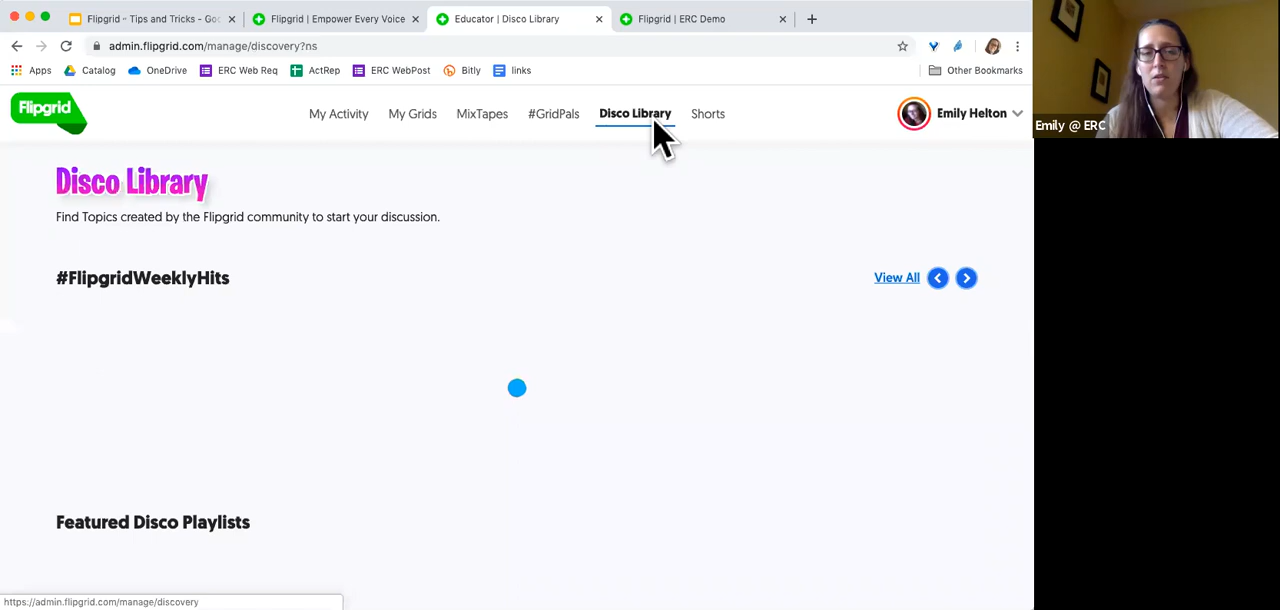 Flipgrid - Tips and Tricks - Goo
Flipgrid | Empower Every Voice
Educator | Disco Library
Flipgrid | ERC Demo
admin.flipgrid.com/manage/discovery?ns
Apps
Catalog
OneDrive
ERC Web Req
ActRep
ERC WebPost
Bitly
links
Other Bookmarks
Flipgrid
My Activity
My Grids
MixTapes
#GridPals
Disco Library
Shorts
Emily Helton
Emily @ ERC
Disco Library
Find Topics created by the Flipgrid community to start your discussion.
#FlipgridWeeklyHits
View All
Featured Disco Playlists
https://admin.flipgrid.com/manage/discovery